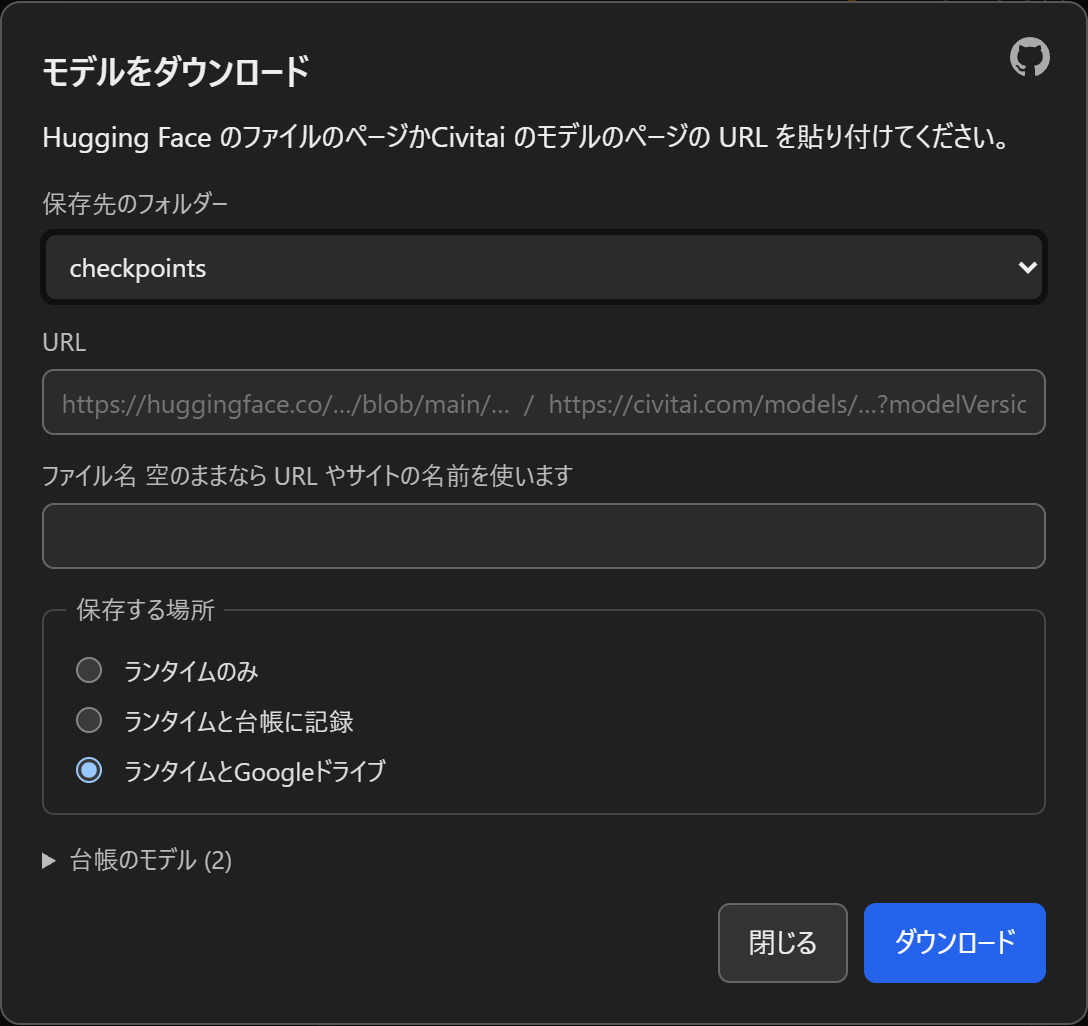 モデルをダウンロード
Hugging Face のファイルのページかCivitai のモデルのページの URL を貼り付けてください。
保存先のフォルダー
checkpoints
URL
https://huggingface.co/.../blob/main/... / https://civitai.com/models/...?modelVersic
ファイル名 空のままなら URL やサイトの名前を使います
保存する場所
ランタイムのみ
ランタイムと台帳に記録
ランタイムとGoogleドライブ
台帳のモデル (2)
閉じる
ダウンロード